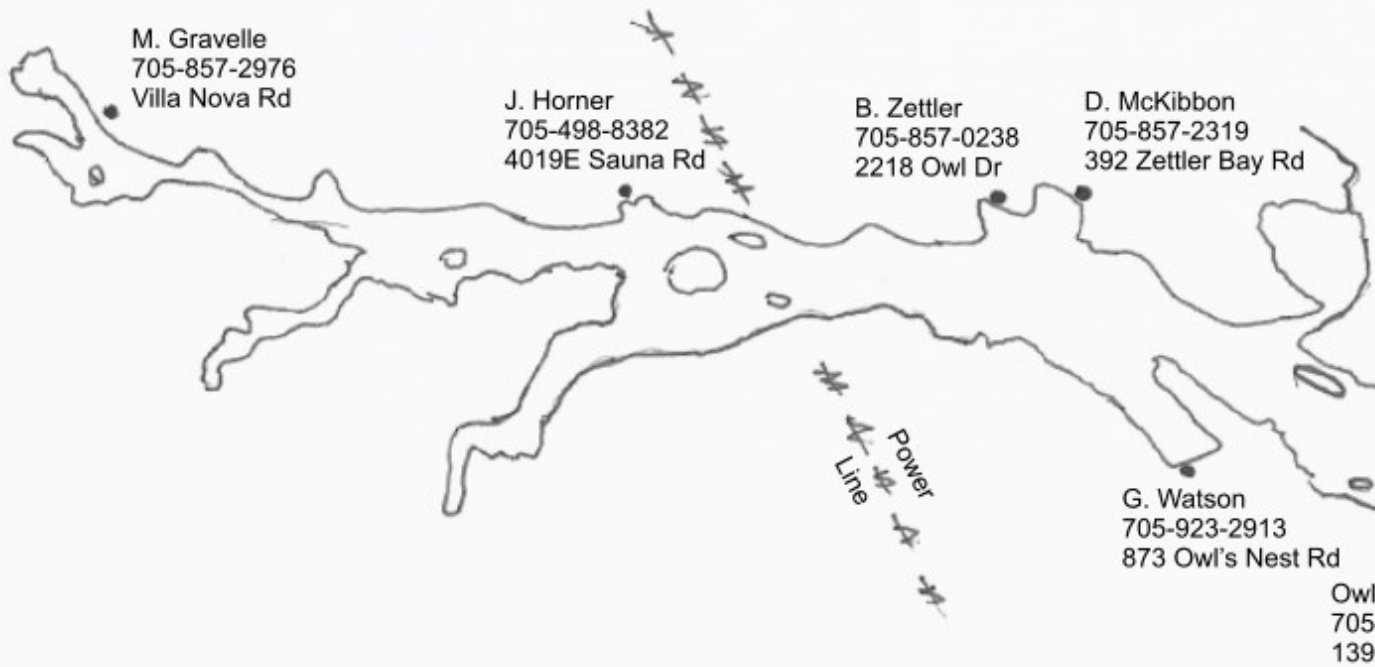 M. Gravelle
705-857-2976
Villa Nova Rd
J. Horner
705-498-8382
4019E Sauna Rd
B. Zettler
705-857-0238
2218 Owl Dr
D. McKibbon
705-857-2319
392 Zettler Bay Rd
Power
Line
G. Watson
705-923-2913
873 Owl's Nest Rd
Owl
705
139